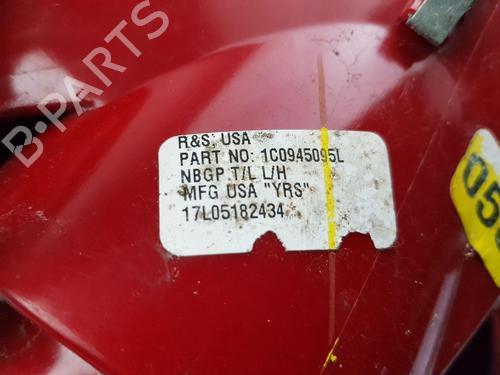 B-PARTS
R&S USA
PART NO: 1C0945095L
NBGP T/L L/H
MFG USA "YRS"
17L05182434